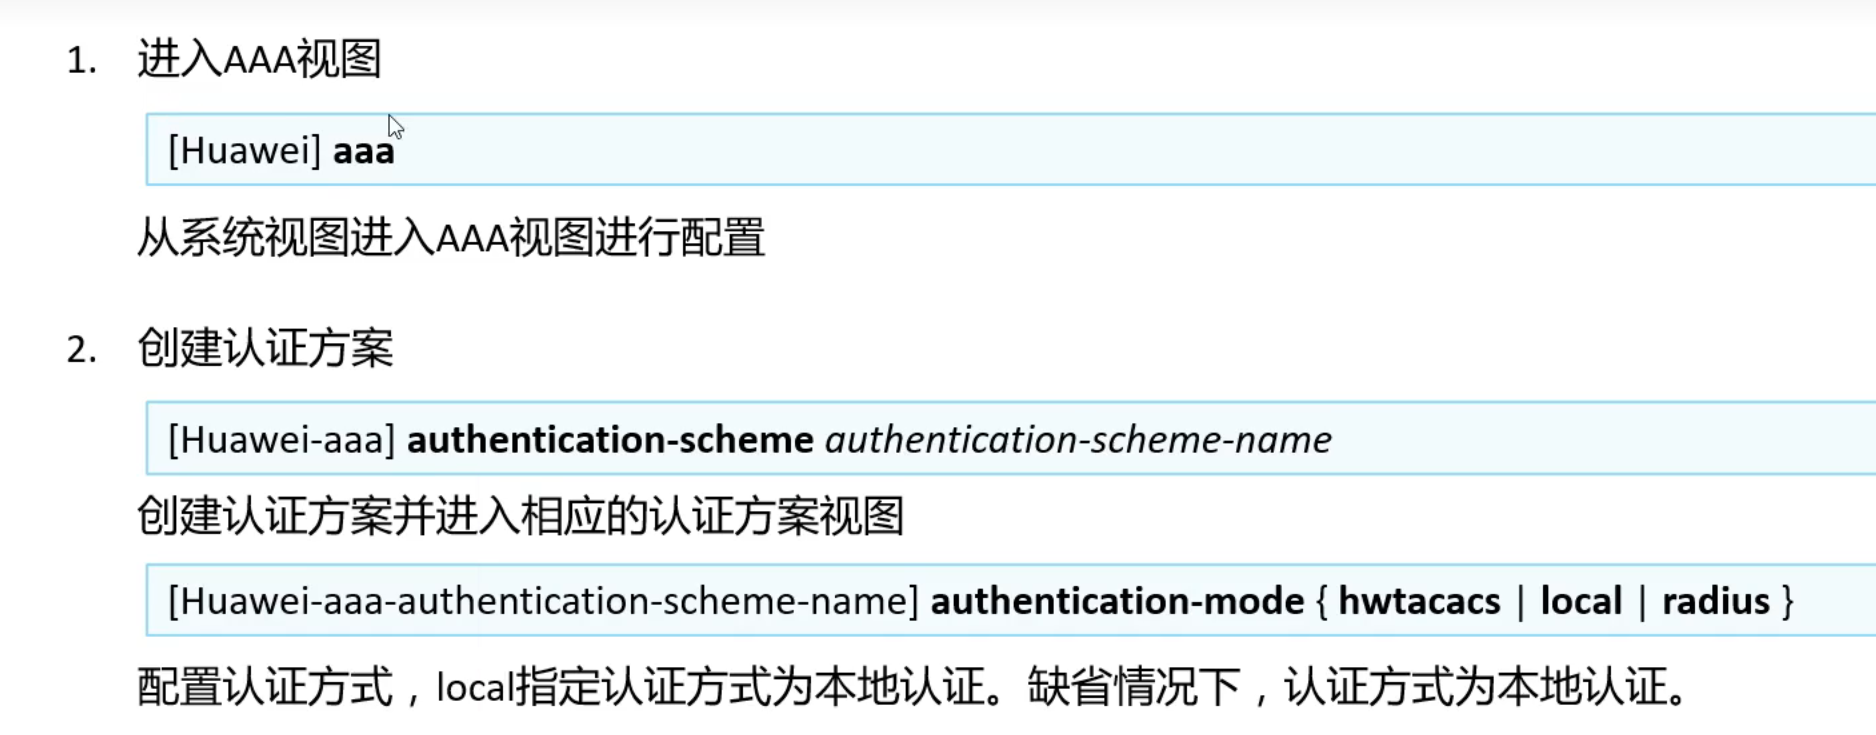 1. 进入AAA视图
[Huawei] aaa
从系统视图进入AAA视图进行配置
2. 创建认证方案
[Huawei-aaa] authentication-scheme authentication-scheme-name
创建认证方案并进入相应的认证方案视图
[Huawei-aaa-authentication-scheme-name] authentication-mode { hwtacacs | local | radius }
配置认证方式，local指定认证方式为本地认证。缺省情况下，认证方式为本地认证。